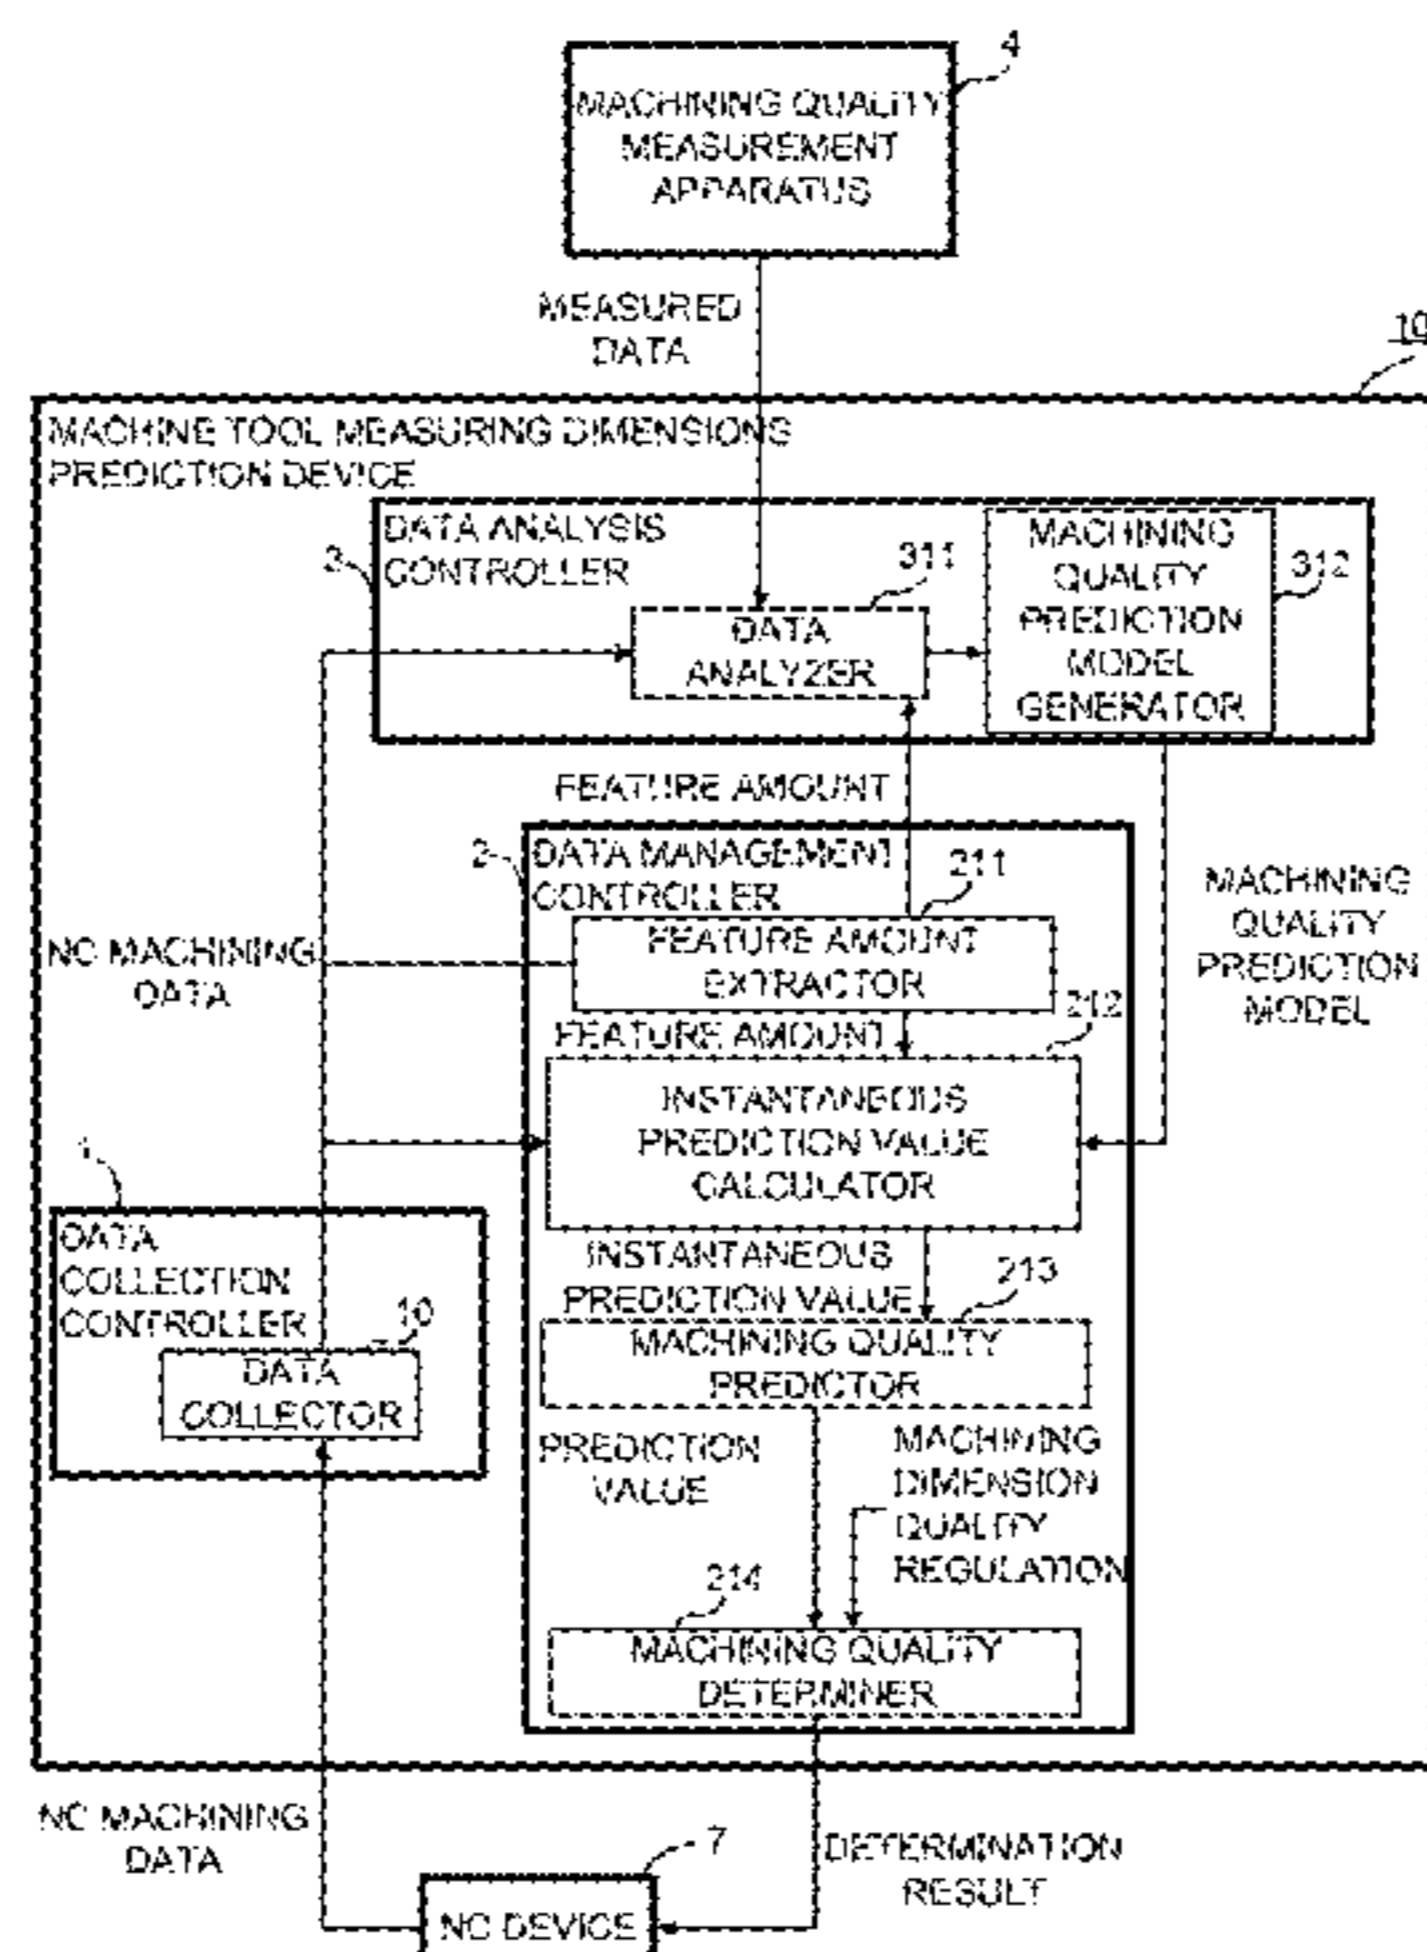 4
MACHINING QUALITY
MEASUREMENT
APPARATUS
MEASURED
DATA
10
MACHINE TOOL MEASURING DIMENSIONS
PREDICTION DEVICE
3
DATA ANALYSIS
CONTROLLER
311
DATA
ANALYZER
MACHINING
QUALITY
PREDICTION
MODEL
GENERATOR
312
FEATURE AMOUNT
2
DATA MANAGEMENT
CONTROLLER
211
FEATURE AMOUNT
EXTRACTOR
NC MACHINING
DATA
MACHINING
QUALITY
PREDICTION
MODEL
FEATURE AMOUNT
212
INSTANTANEOUS
PREDICTION VALUE
CALCULATOR
1
DATA
COLLECTION
CONTROLLER
10
DATA
COLLECTOR
INSTANTANEOUS
PREDICTION VALUE
213
MACHINING QUALITY
PREDICTOR
PREDICTION
VALUE
MACHINING
DIMENSION
QUALITY
REGULATION
214
MACHINING QUALITY
DETERMINER
NC MACHINING
DATA
7
NC DEVICE
DETERMINATION
RESULT